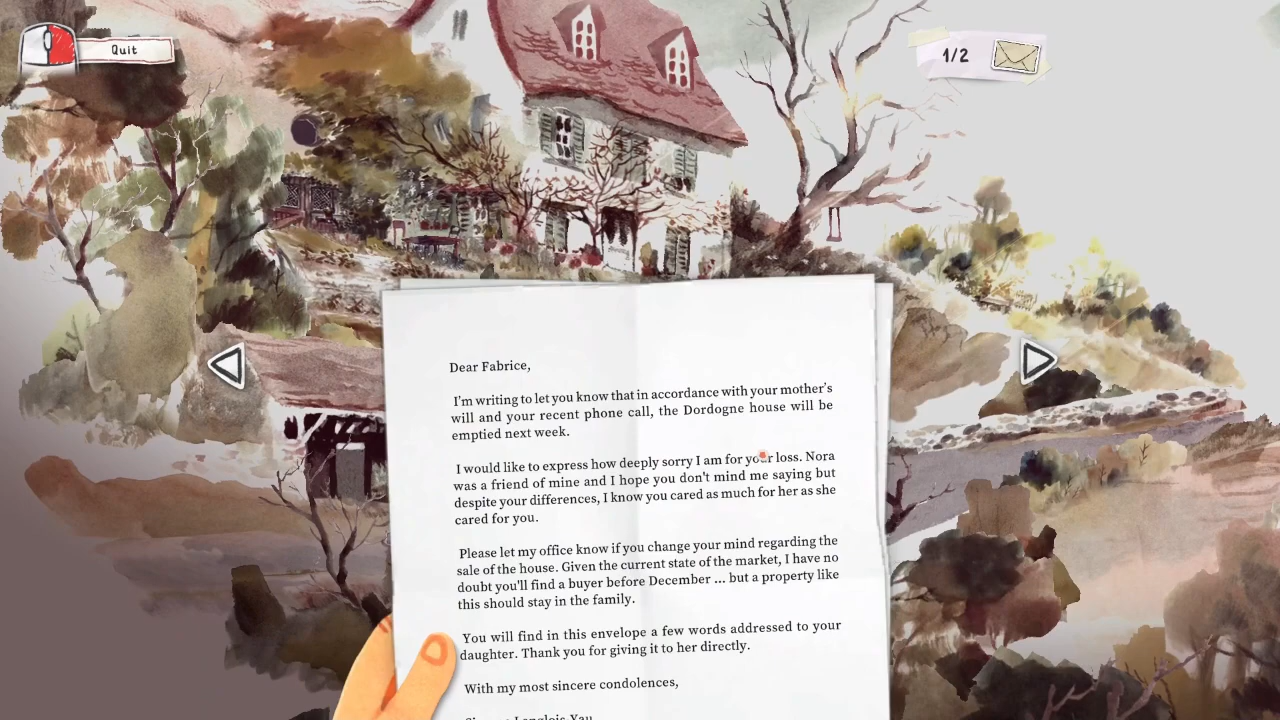 Quit
1/2
Dear Fabrice,
I'm writing to let you know that in accordance with your mother's
will and your recent phone call, the Dordogne house will be
emptied next week.
I would like to express how deeply sorry I am for your loss. Nora
was a friend of mine and I hope you don't mind me saying but
despite your differences, I know you cared as much for her as she
cared for you.
Please let my office know if you change your mind regarding the
sale of the house. Given the current state of the market, I have no
doubt you'll find a buyer before December ... but a property like
this should stay in the family.
You will find in this envelope a few words addressed to your
daughter. Thank you for giving it to her directly.
With my most sincere condolences,